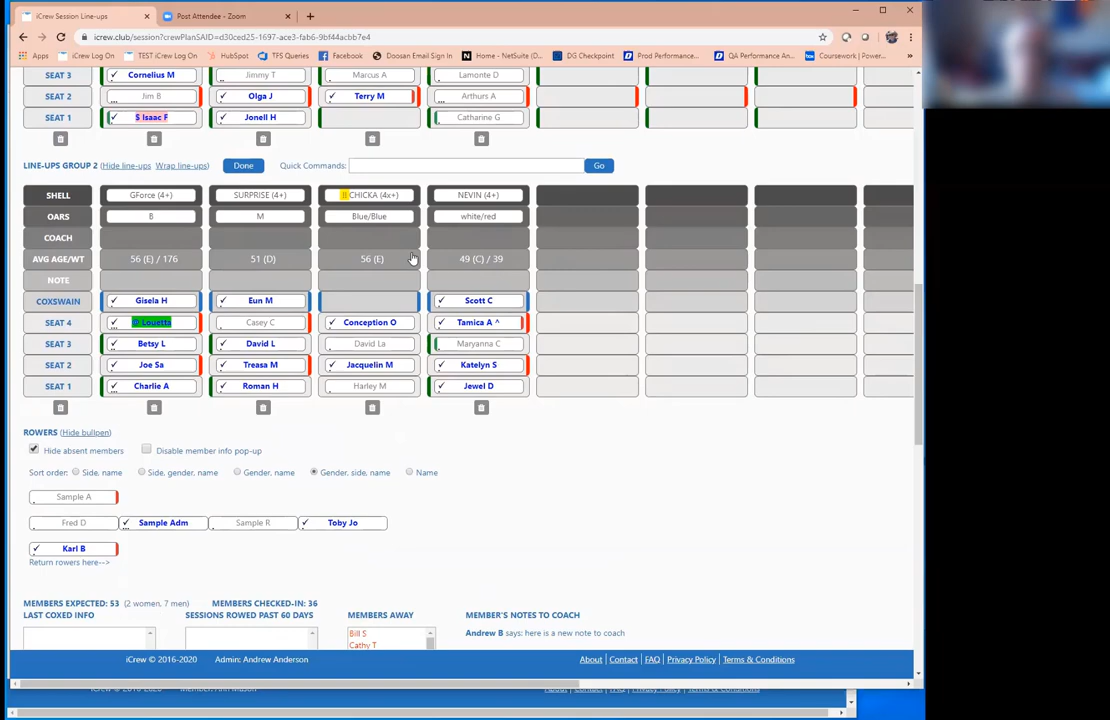 iCrew Session Line-ups × Post Attendee - Zoom × +
icrew.club/session?crewPlanSAID=d30ced25-1697-ace3-fab6-9bf44acbb7e4
Apps iCrew Log On TEST iCrew Log On HubSpot TFS Queries Facebook Doosan Email Sign In Home - NetSuite (D... DG Checkpoint Prod Performance... QA Performance An... Coursework | edX
SEAT 3 Cornelius M Jimmy T Marcus A Lamonte D
SEAT 2 Jim B Olga J Terry M Arthurs A
SEAT 1 S Isaac F Jonell H Catharine G
LINE-UPS GROUP 2 (Hide line-ups Wrap line-ups) Done Quick Commands: Go
SHELL GForce (4+) SURPRISE (4+) CHICKA (4x+) NEVIN (4+)
OARS B M Blue/Blue white/red
COACH
AVG AGE/WT 56 (E) / 176 51 (D) 56 (E) 49 (C) / 39
NOTE
COXSWAIN Gisela H Eun M Scott C
SEAT 4 Louetta Casey C Conception O Tamica A ^
SEAT 3 Betsy L David L David La Maryanna C
SEAT 2 Joe Sa Treasa M Jacquelin M Katelyn S
SEAT 1 Charlie A Roman H Harley M Jewel D
ROWERS (Hide bullpen)
Hide absent members Disable member info pop-up
Sort order: Side, name Side, gender, name Gender, name Gender, side, name Name
Sample A
Fred D Sample Adm Sample R Toby Jo
Karl B
Return rowers here-->
MEMBERS EXPECTED: 53 (2 women, 7 men) MEMBERS CHECKED-IN: 36
LAST COXED INFO SESSIONS ROWED PAST 60 DAYS MEMBERS AWAY MEMBER'S NOTES TO COACH
Bill S
Cathy T
Andrew B says: here is a new note to coach
iCrew © 2016-2020 Admin: Andrew Anderson About Contact FAQ Privacy Policy Terms & Conditions